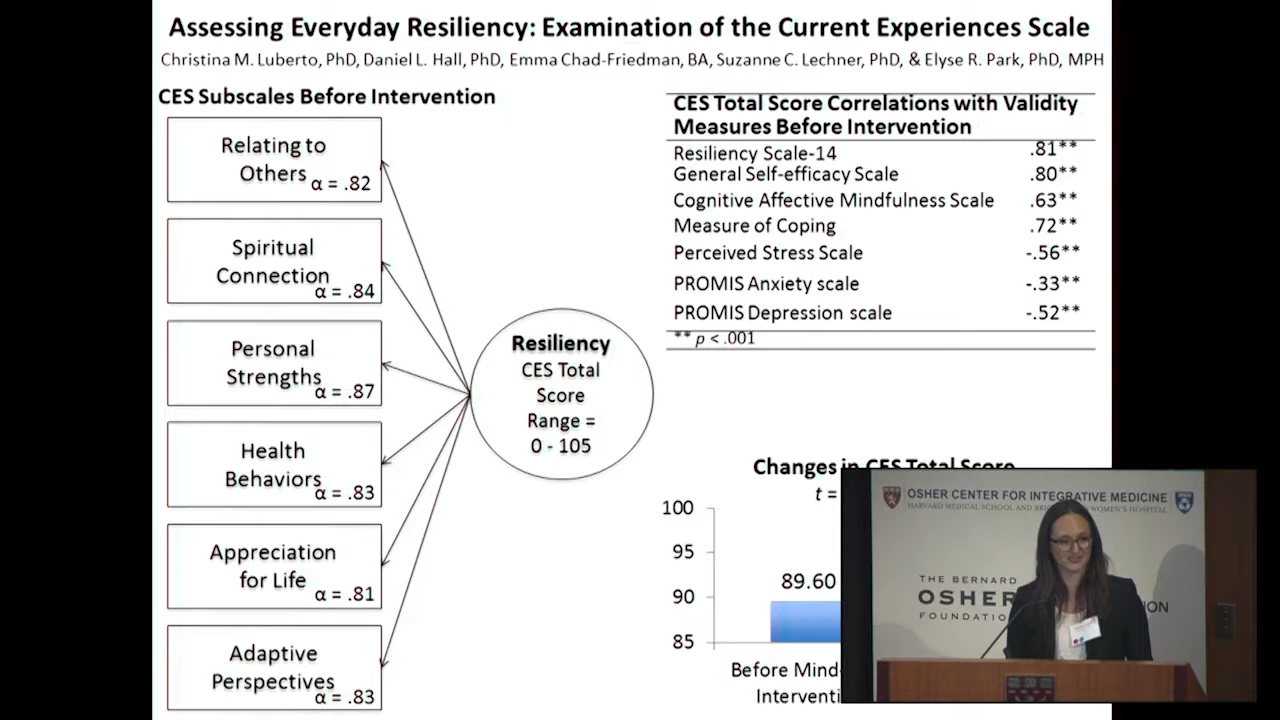 Assessing Everyday Resiliency: Examination of the Current Experiences Scale
Christina M. Luberto, PhD, Daniel L. Hall, PhD, Emma Chad-Friedman, BA, Suzanne C. Lechner, PhD, & Elyse R. Park, PhD, MPH
CES Subscales Before Intervention
Relating to
Others
α = .82
Spiritual
Connection
α = .84
Personal
Strengths
α = .87
Health
Behaviors
α = .83
Appreciation
for Life
α = .81
Adaptive
Perspectives
α = .83
Resiliency
CES Total
Score
Range =
0 - 105
CES Total Score Correlations with Validity
Measures Before Intervention
Resiliency Scale-14 .81**
General Self-efficacy Scale .80**
Cognitive Affective Mindfulness Scale .63**
Measure of Coping .72**
Perceived Stress Scale -.56**
PROMIS Anxiety scale -.33**
PROMIS Depression scale -.52**
** p < .001
Changes in CES Total Score
t =
100
95
90
85
89.60
Before Mind-
Interventi
OSHER CENTER FOR INTEGRATIVE MEDICINE
HARVARD MEDICAL SCHOOL AND WOMEN'S HOSPITAL
THE BERNARD
OSHER
FOUNDATIO